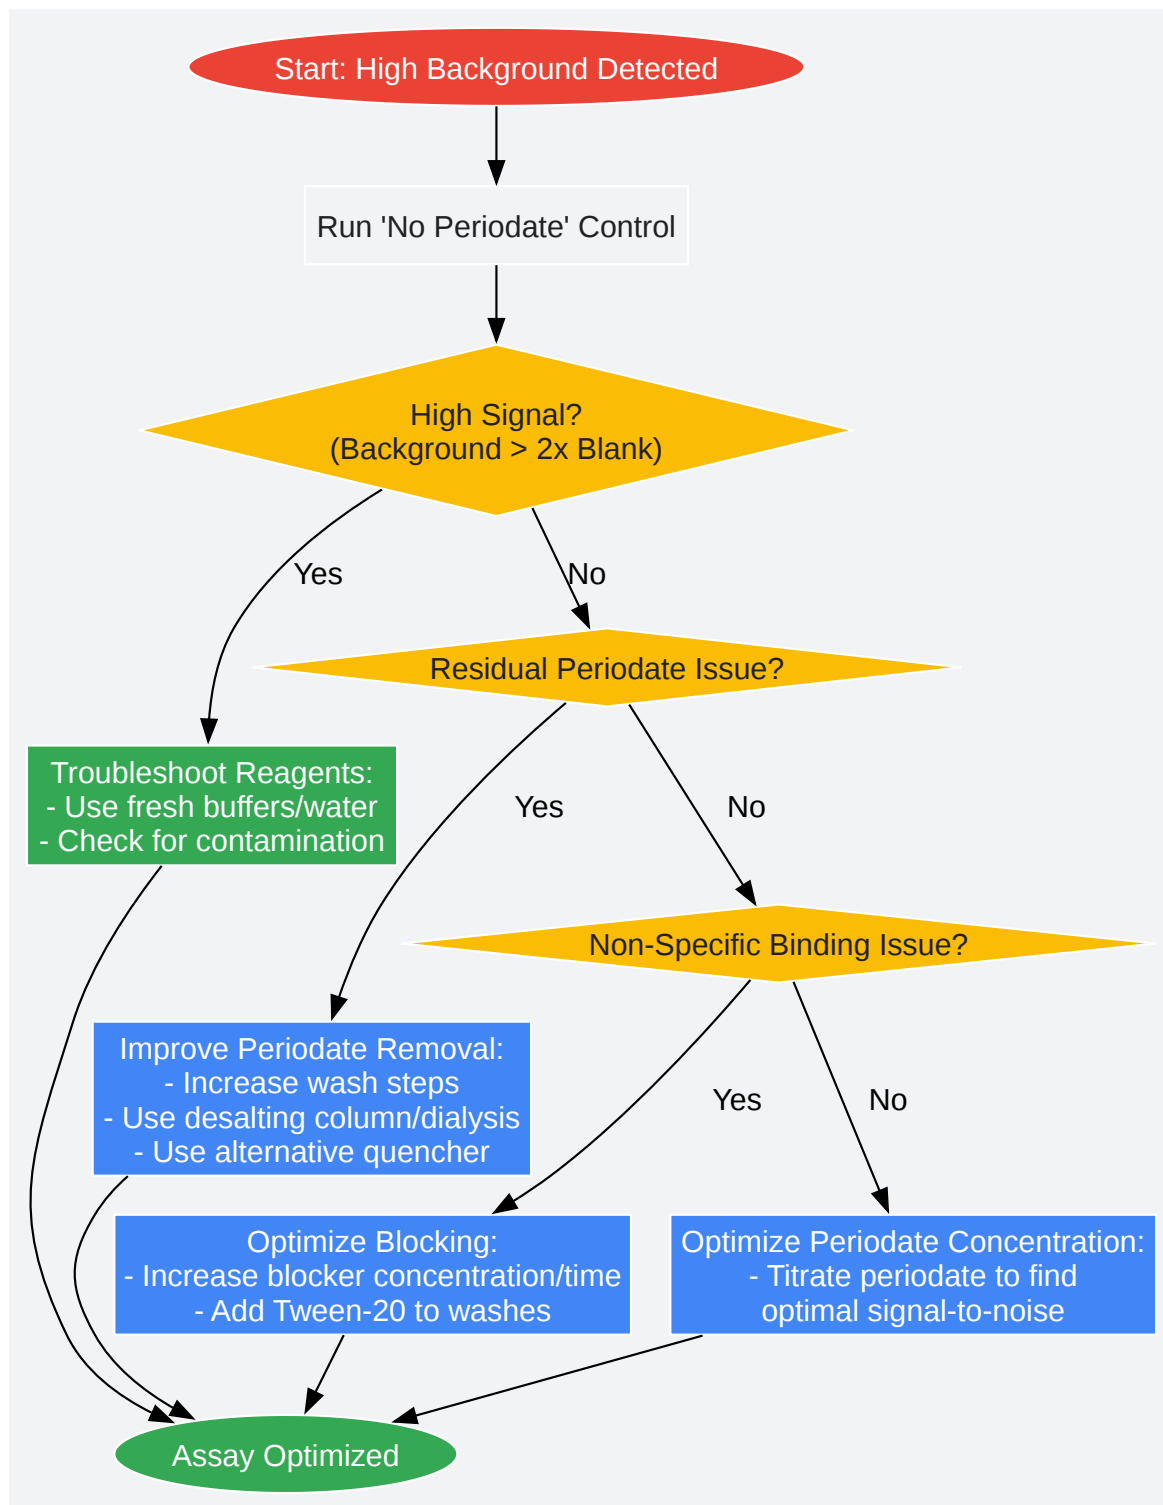 Start: High Background Detected
Run 'No Periodate' Control
High Signal?
(Background > 2x Blank)
Yes
No
Residual Periodate Issue?
Troubleshoot Reagents:
- Use fresh buffers/water
- Check for contamination
Yes
No
Non-Specific Binding Issue?
Improve Periodate Removal:
- Increase wash steps
- Use desalting column/dialysis
- Use alternative quencher
Yes
No
Optimize Blocking:
- Increase blocker concentration/time
- Add Tween-20 to washes
Optimize Periodate Concentration:
- Titrate periodate to find
optimal signal-to-noise
Assay Optimized